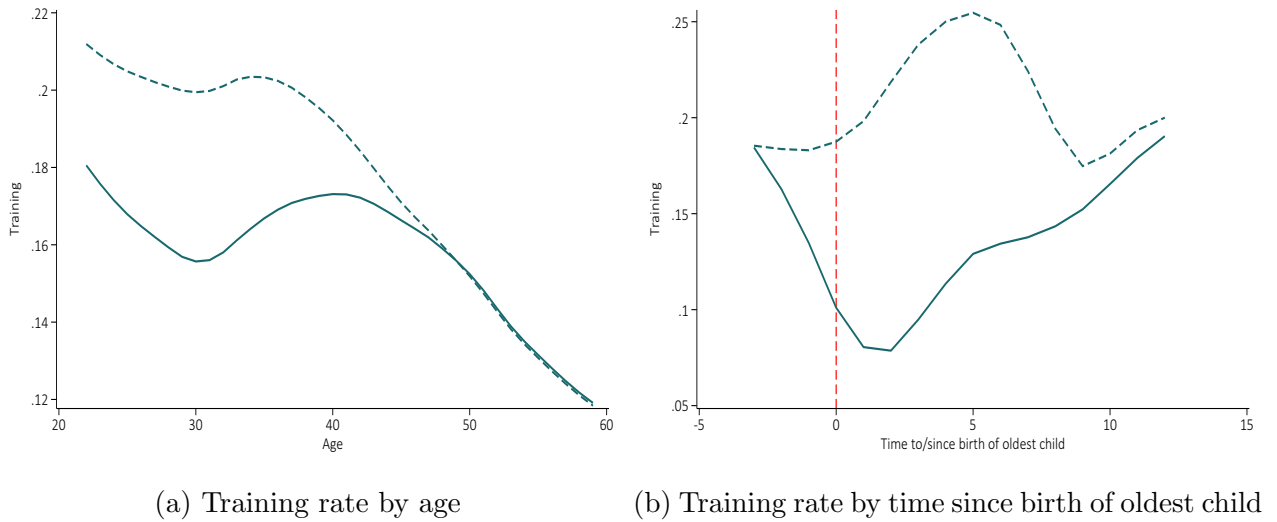 .22
.2
.18
.16
.14
.12
Training
20 30 40 50 60
Age
(a) Training rate by age
.25
.2
.15
.1
.05
Training
-5 0 5 10 15
Time to/since birth of oldest child
(b) Training rate by time since birth of oldest child